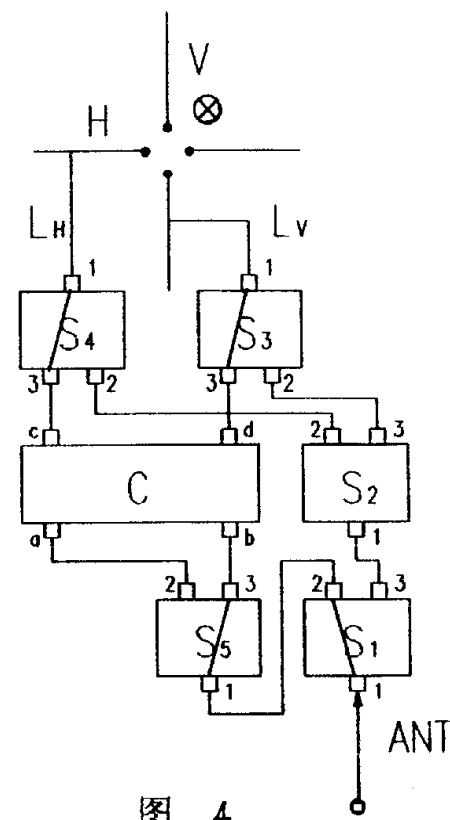 V
H
LH LV
1 1
S4 S3
3 2 3 2
c d 2 3
C S2
a b 1
2 3 2 3
S5 S1
1 1
ANT
图 4